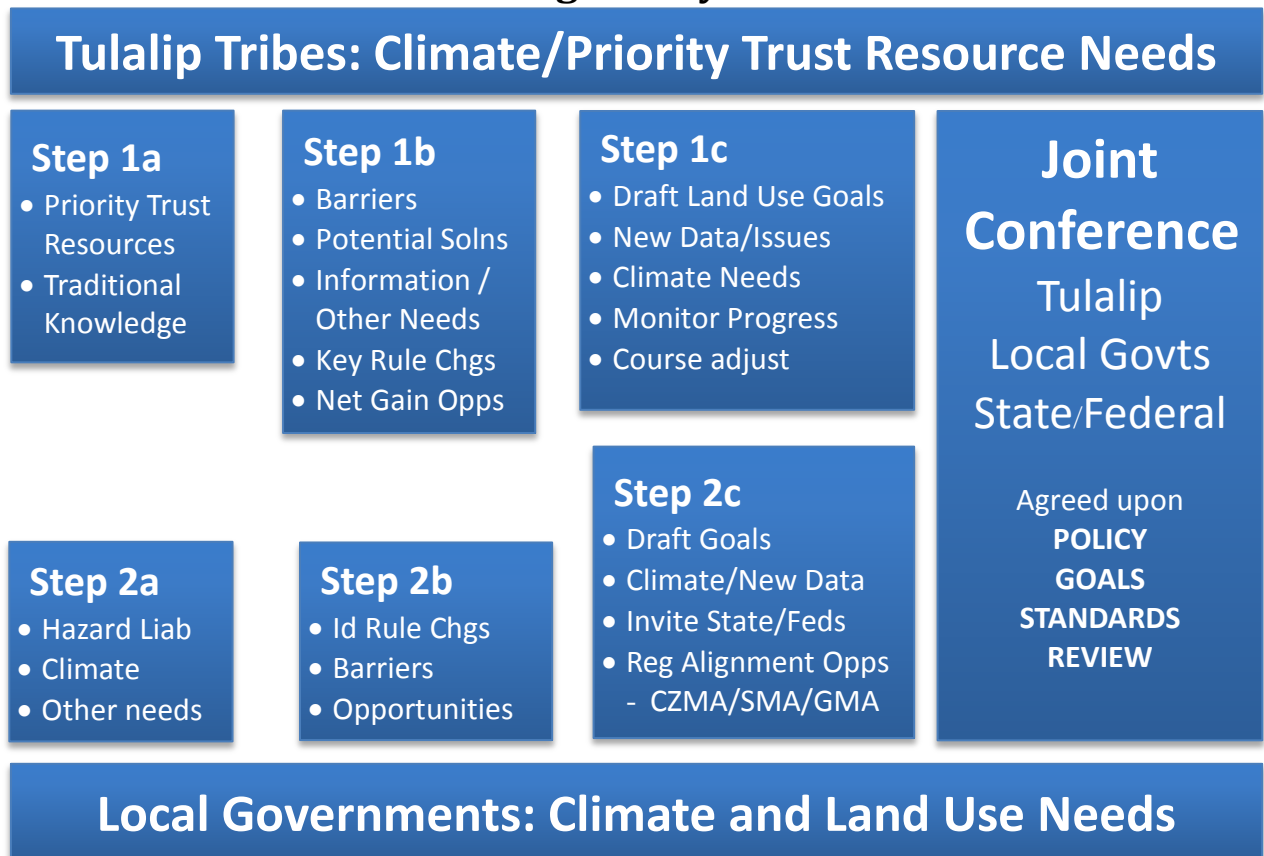 Tulalip Tribes: Climate/Priority Trust Resource Needs
Step 1a
• Priority Trust
Resources
• Traditional
Knowledge
Step 1b
• Barriers
• Potential Solns
• Information /
Other Needs
• Key Rule Chgs
• Net Gain Opps
Step 1c
• Draft Land Use Goals
• New Data/Issues
• Climate Needs
• Monitor Progress
• Course adjust
Joint
Conference
Tulalip
Local Govts
State/Federal
Agreed upon
POLICY
GOALS
STANDARDS
REVIEW
Step 2a
• Hazard Liab
• Climate
• Other needs
Step 2b
• Id Rule Chgs
• Barriers
• Opportunities
Step 2c
• Draft Goals
• Climate/New Data
• Invite State/Feds
• Reg Alignment Opps
- CZMA/SMA/GMA
Local Governments: Climate and Land Use Needs